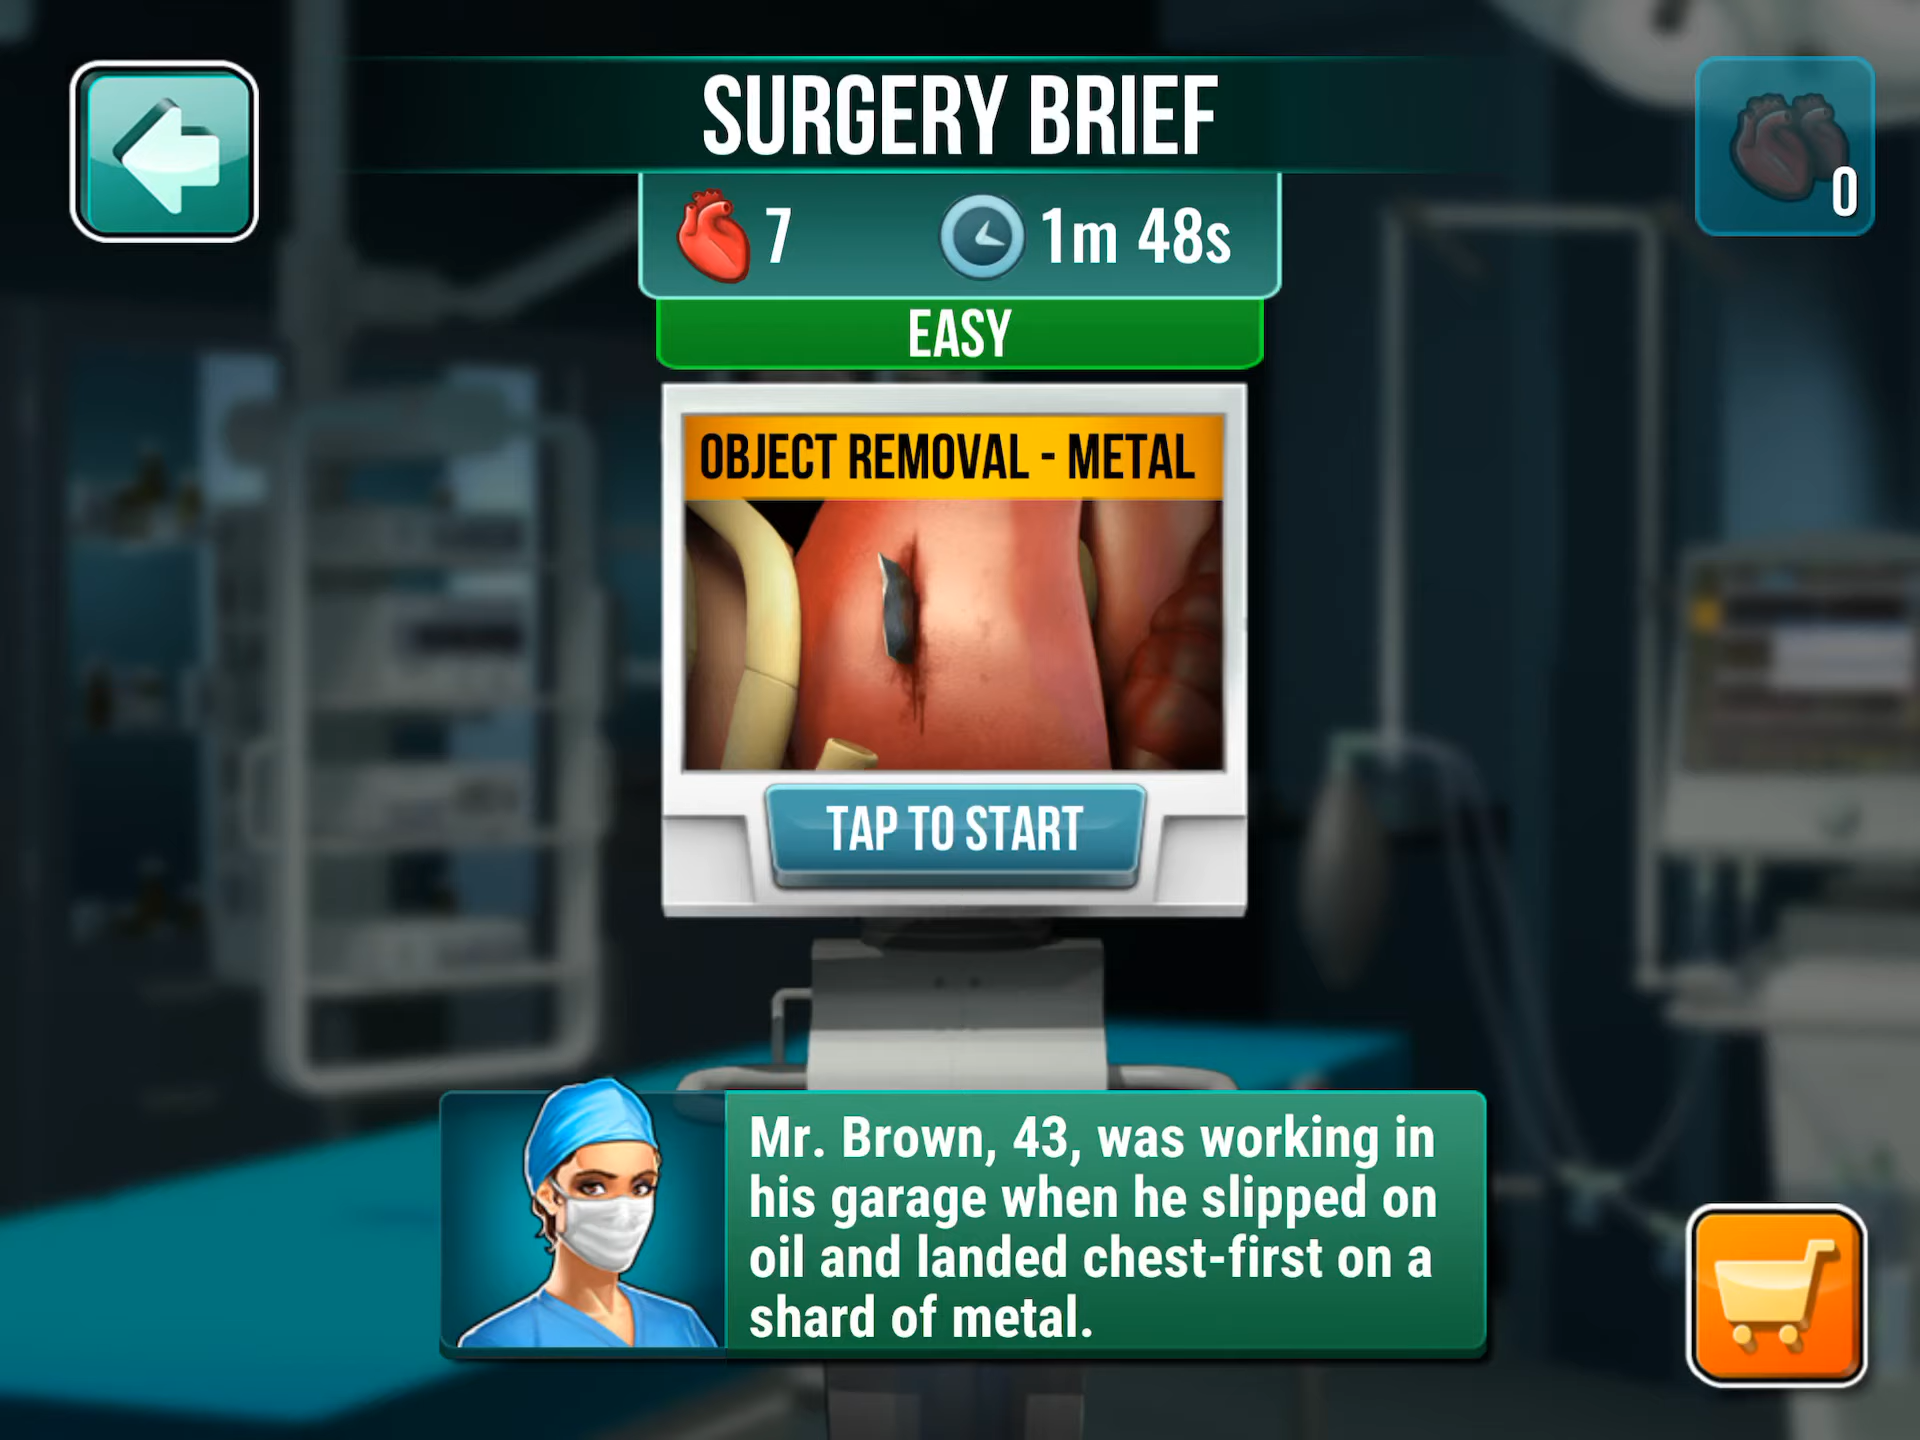 SURGERY BRIEF
0
7
1m 48s
EASY
OBJECT REMOVAL - METAL
TAP TO START
Mr. Brown, 43, was working in
his garage when he slipped on
oil and landed chest-first on a
shard of metal.